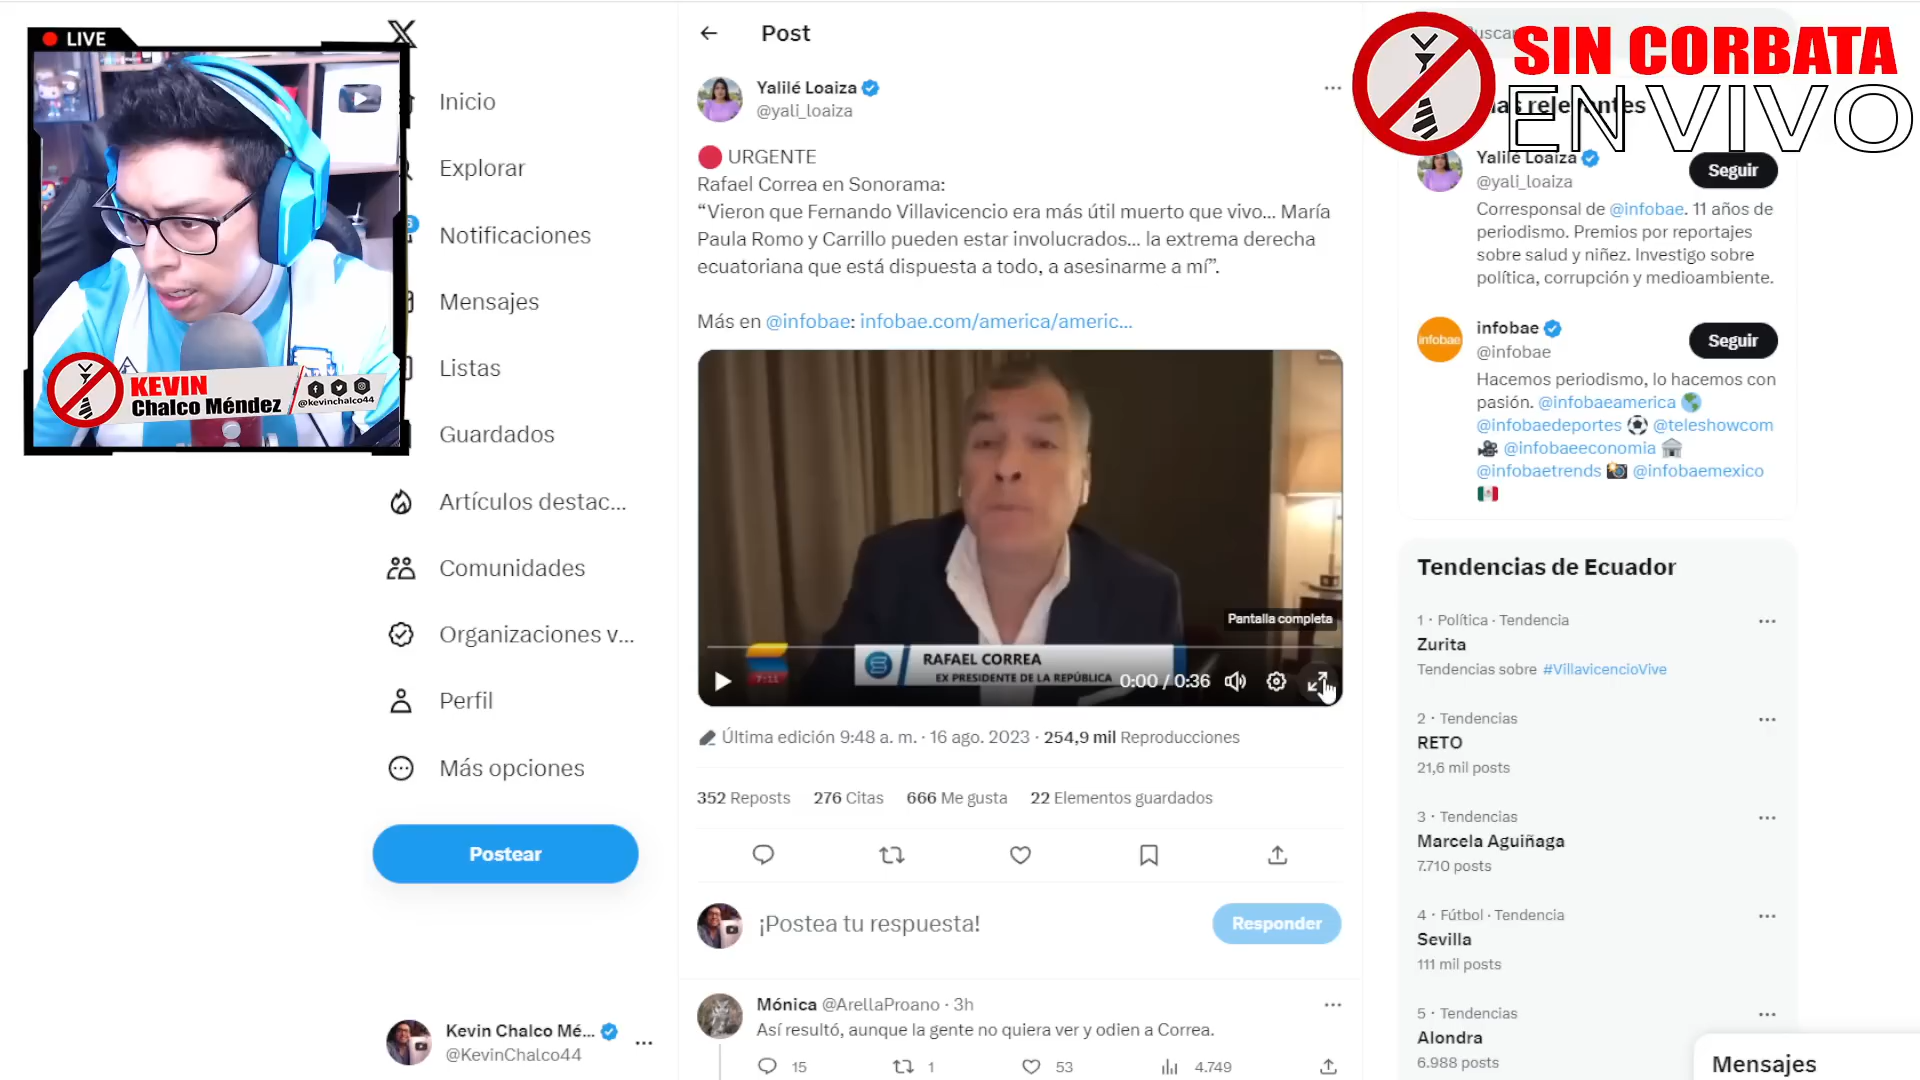 LIVE
KEVIN
Chalco Méndez
@kevinchalco44
Inicio
Explorar
Notificaciones
Mensajes
Listas
Guardados
Artículos destac...
Comunidades
Organizaciones v...
Perfil
Más opciones
Postear
Kevin Chalco Mé...
@KevinChalco44
Post
Yalilé Loaiza
@yali_loaiza
URGENTE
Rafael Correa en Sonorama:
“Vieron que Fernando Villavicencio era más útil muerto que vivo... María
Paula Romo y Carrillo pueden estar involucrados... la extrema derecha
ecuatoriana que está dispuesta a todo, a asesinarme a mí”.
Más en @infobae: infobae.com/america/americ...
Pantalla completa
RAFAEL CORREA
EX PRESIDENTE DE LA REPÚBLICA
7:11
0:00 / 0:36
Última edición 9:48 a. m. · 16 ago. 2023 · 254,9 mil Reproducciones
352 Reposts 276 Citas 666 Me gusta 22 Elementos guardados
¡Postea tu respuesta!
Responder
Mónica @ArellaProano · 3h
Así resultó, aunque la gente no quiera ver y odien a Correa.
15 1 53 4.749
SIN CORBATA
EN VIVO
relevantes
Yalilé Loaiza
@yali_loaiza
Seguir
Corresponsal de @infobae. 11 años de
periodismo. Premios por reportajes
sobre salud y niñez. Investigo sobre
política, corrupción y medioambiente.
infobae
infobae
@infobae
Seguir
Hacemos periodismo, lo hacemos con
pasión. @infobaeamerica
@infobaedeportes @teleshowcom
@infobaeeconomia
@infobaetrends @infobaemexico
Tendencias de Ecuador
1 · Política · Tendencia
Zurita
Tendencias sobre #VillavicencioVive
2 · Tendencias
RETO
21,6 mil posts
3 · Tendencias
Marcela Aguiñaga
7.710 posts
4 · Fútbol · Tendencia
Sevilla
111 mil posts
5 · Tendencias
Alondra
6.988 posts
Mensajes